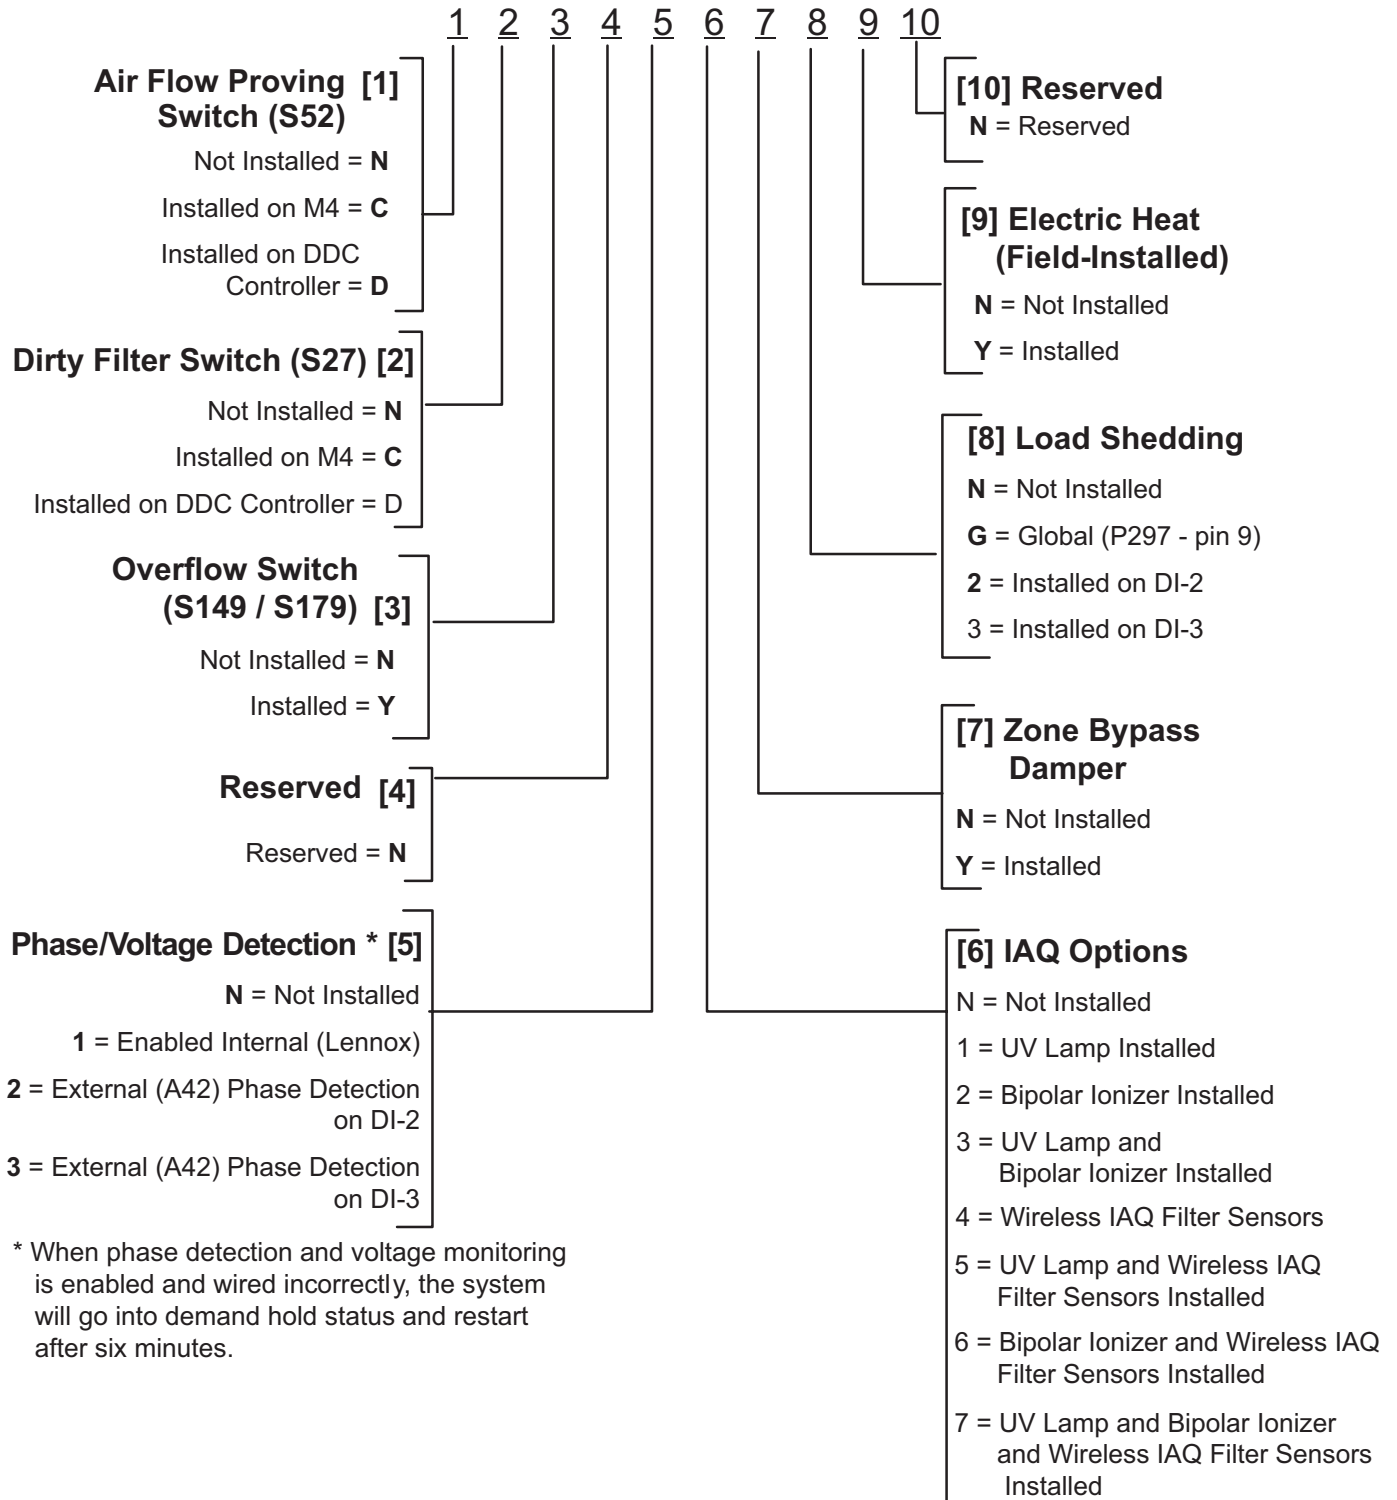 1 2 3 4 5 6 7 8 9 10
Air Flow Proving [1]
Switch (S52)
Not Installed = N
Installed on M4 = C
Installed on DDC
Controller = D
Dirty Filter Switch (S27) [2]
Not Installed = N
Installed on M4 = C
Installed on DDC Controller = D
Overflow Switch
(S149 / S179) [3]
Not Installed = N
Installed = Y
Reserved [4]
Reserved = N
Phase/Voltage Detection * [5]
N = Not Installed
1 = Enabled Internal (Lennox)
2 = External (A42) Phase Detection
on DI-2
3 = External (A42) Phase Detection
on DI-3
* When phase detection and voltage monitoring
is enabled and wired incorrectly, the system
will go into demand hold status and restart
after six minutes.
[10] Reserved
N = Reserved
[9] Electric Heat
(Field-Installed)
N = Not Installed
Y = Installed
[8] Load Shedding
N = Not Installed
G = Global (P297 - pin 9)
2 = Installed on DI-2
3 = Installed on DI-3
[7] Zone Bypass
Damper
N = Not Installed
Y = Installed
[6] IAQ Options
N = Not Installed
1 = UV Lamp Installed
2 = Bipolar Ionizer Installed
3 = UV Lamp and
Bipolar Ionizer Installed
4 = Wireless IAQ Filter Sensors
5 = UV Lamp and Wireless IAQ
Filter Sensors Installed
6 = Bipolar Ionizer and Wireless IAQ
Filter Sensors Installed
7 = UV Lamp and Bipolar Ionizer
and Wireless IAQ Filter Sensors
Installed